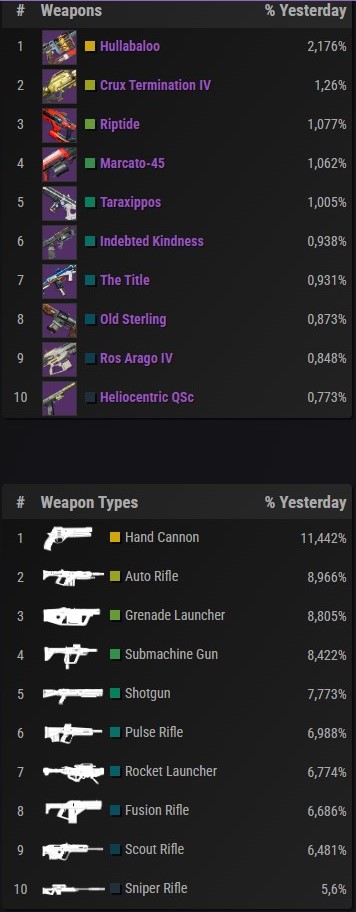 # Weapons % Yesterday
1 Hullabaloo 2,176%
2 Crux Termination IV 1,26%
3 Riptide 1,077%
4 Marcato-45 1,062%
5 Taraxippos 1,005%
6 Indebted Kindness 0,938%
7 The Title 0,931%
8 Old Sterling 0,873%
9 Ros Arago IV 0,848%
10 Heliocentric QSc 0,773%
# Weapon Types % Yesterday
1 Hand Cannon 11,442%
2 Auto Rifle 8,966%
3 Grenade Launcher 8,805%
4 Submachine Gun 8,422%
5 Shotgun 7,773%
6 Pulse Rifle 6,988%
7 Rocket Launcher 6,774%
8 Fusion Rifle 6,686%
9 Scout Rifle 6,481%
10 Sniper Rifle 5,6%